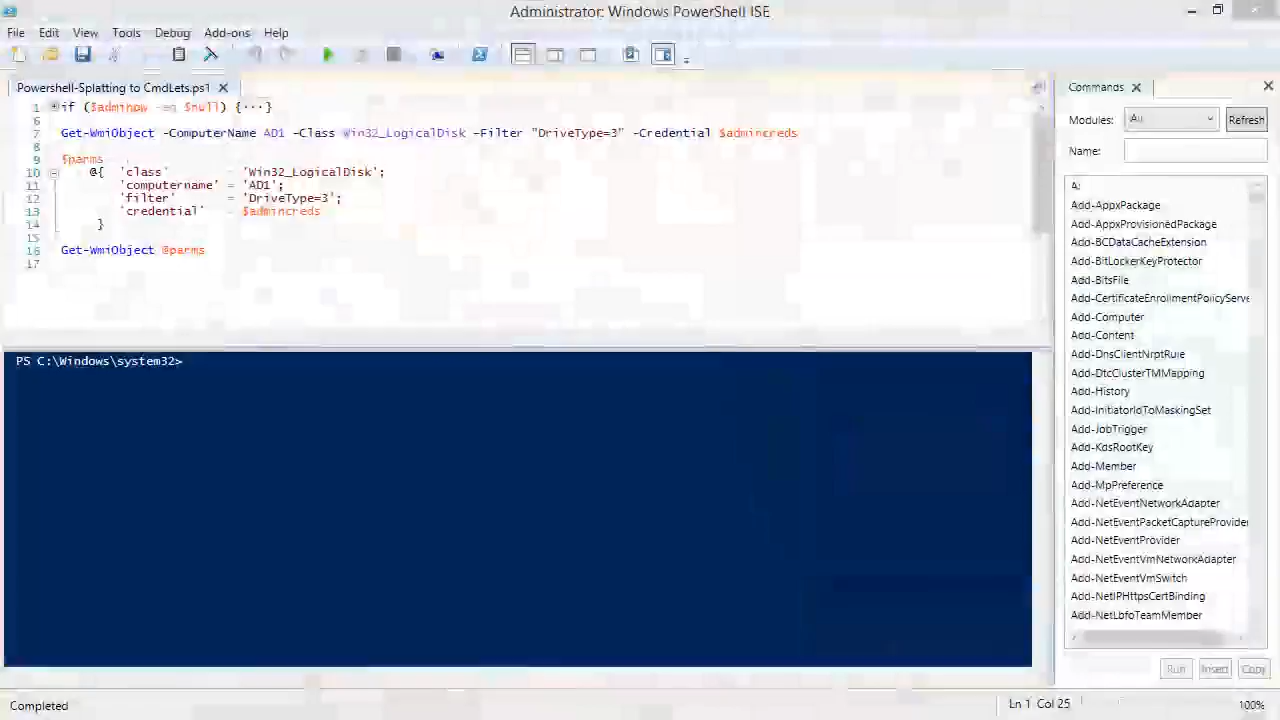 Administrator: Windows PowerShell ISE
File Edit View Tools Debug Add-ons Help
Powershell-Splatting to CmdLets.ps1
1 if ($admihow -eq $null) {...}
6
7 Get-WmiObject -ComputerName AD1 -Class Win32_LogicalDisk -Filter "DriveType=3" -Credential $admincreds
8
9 $parms
10 @{ 'class' = 'Win32_LogicalDisk';
11 'computername' = 'AD1';
12 'filter' = 'DriveType=3';
13 'credential' = $admincreds
14 }
15
16 Get-WmiObject @parms
17
PS C:\Windows\system32>
Commands
Modules: Refresh
Name:
A:
Add-AppxPackage
Add-AppxProvisionedPackage
Add-BCDataCacheExtension
Add-BitLockerKeyProtector
Add-BitsFile
Add-CertificateEnrollmentPolicyServe
Add-Computer
Add-Content
Add-DnsClientNrptRule
Add-DtcClusterTMMapping
Add-History
Add-InitiatorIdToMaskingSet
Add-JobTrigger
Add-KdsRootKey
Add-Member
Add-MpPreference
Add-NetEventNetworkAdapter
Add-NetEventPacketCaptureProvider
Add-NetEventProvider
Add-NetEventVmNetworkAdapter
Add-NetEventVmSwitch
Add-NetIPHttpsCertBinding
Add-NetLbfoTeamMember
Run Insert Copy
Completed Ln 1 Col 25 100%